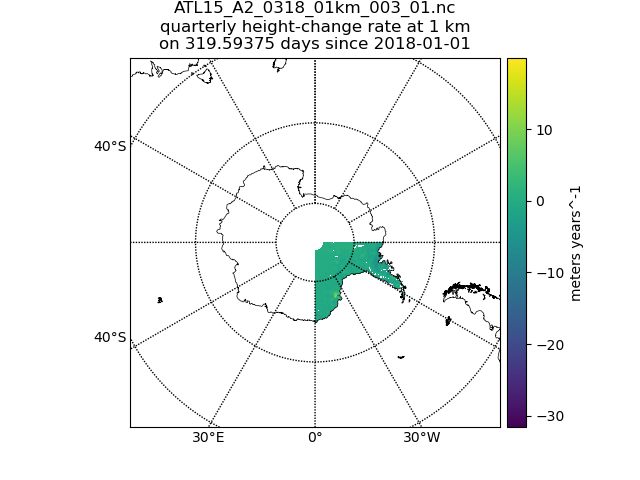 ATL15_A2_0318_01km_003_01.nc
quarterly height-change rate at 1 km
on 319.59375 days since 2018-01-01
40°S
40°S
30°E
0°
30°W
10
0
−10
−20
−30
meters years^-1